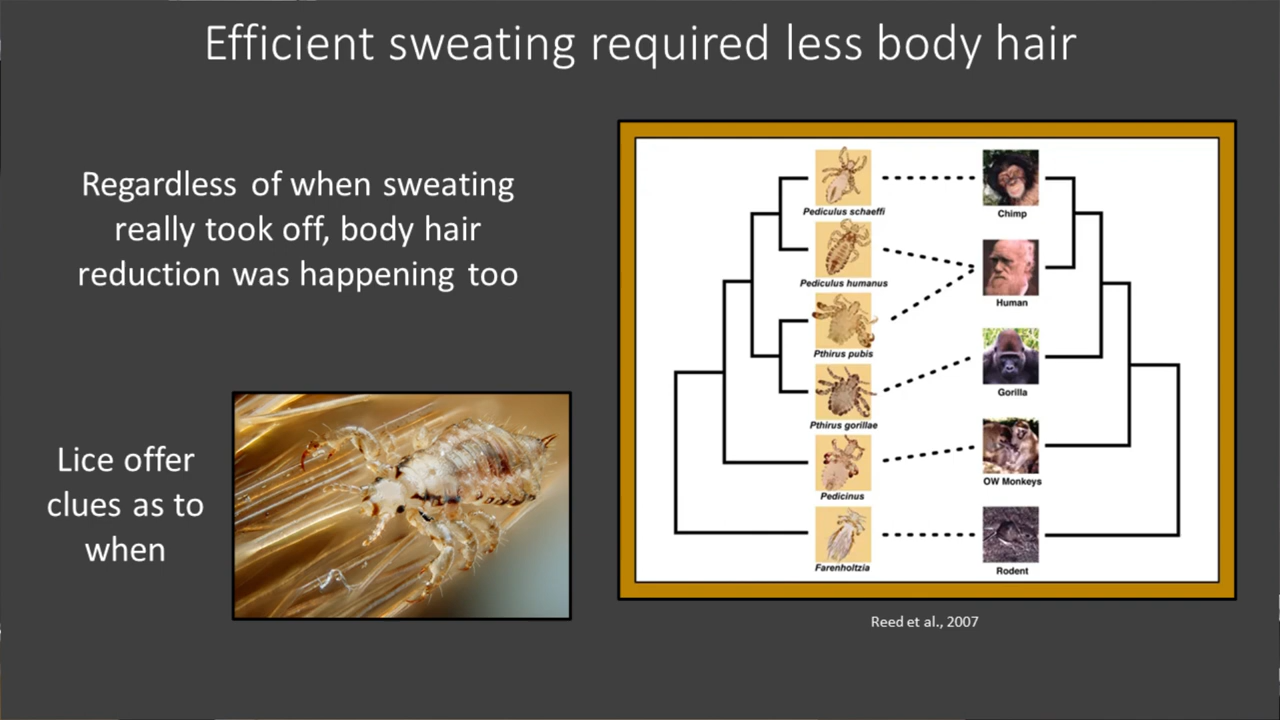 Efficient sweating required less body hair
Regardless of when sweating
really took off, body hair
reduction was happening too
Lice offer
clues as to
when
Pediculus schaeffi
Pediculus humanus
Pthirus pubis
Pthirus gorillae
Pedicinus
Farenholtzia
Chimp
Human
Gorilla
OW Monkeys
Rodent
Reed et al., 2007